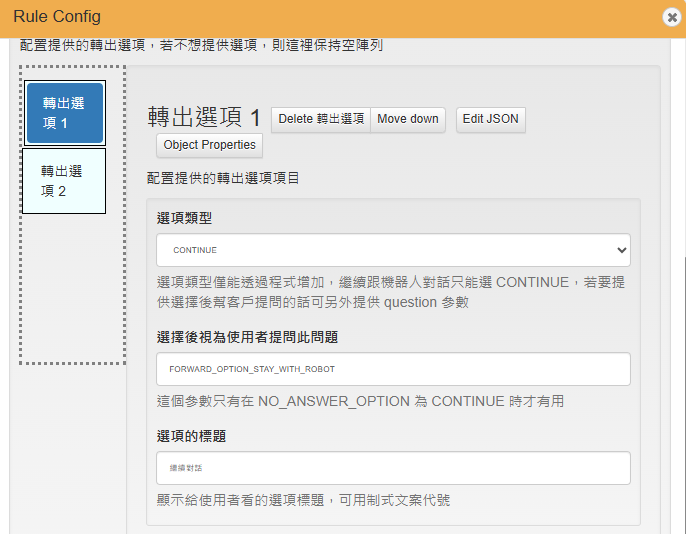 Rule Config
配置提供的轉出選項，若不想提供選項，則這裡保持空陣列
轉出選
項 1
轉出選
項 2
轉出選項 1
Delete 轉出選項
Move down
Edit JSON
Object Properties
配置提供的轉出選項項目
選項類型
CONTINUE
選項類型僅能透過程式增加，繼續跟機器人對話只能選 CONTINUE，若要提
供選擇後幫客戶提問的話可另外提供 question 參數
選擇後視為使用者提問此問題
FORWARD_OPTION_STAY_WITH_ROBOT
這個參數只有在 NO_ANSWER_OPTION 為 CONTINUE 時才有用
選項的標題
繼續對話
顯示給使用者看的選項標題，可用制式文案代號